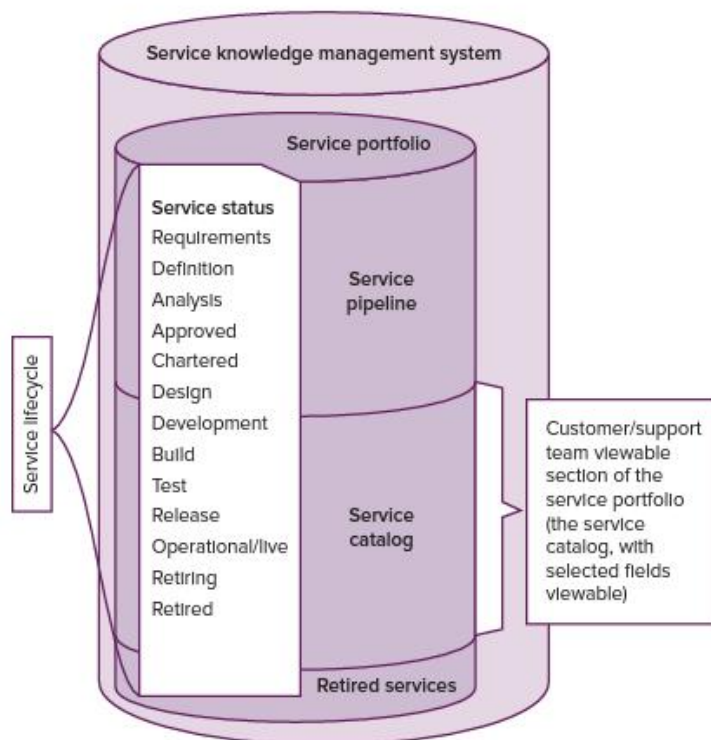 Service knowledge management system
Service portfolio
Service status
Requirements
Definition
Analysis
Approved
Chartered
Design
Development
Build
Test
Release
Operational/live
Retiring
Retired
Service
pipeline
Service
catalog
Retired services
Service lifecycle
Customer/support
team viewable
section of the
service portfolio
(the service
catalog, with
selected fields
viewable)